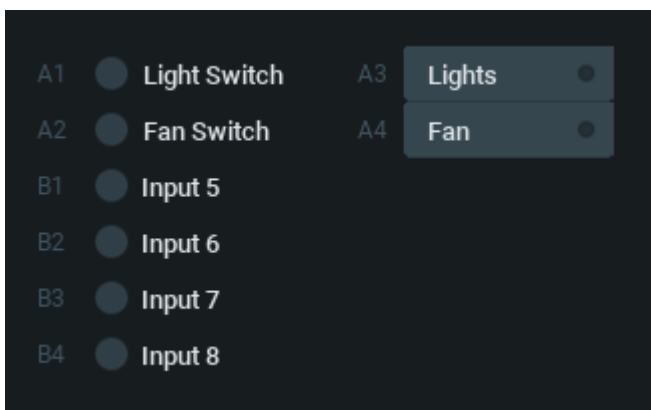 A1 Light Switch A3 Lights
A2 Fan Switch A4 Fan
B1 Input 5
B2 Input 6
B3 Input 7
B4 Input 8